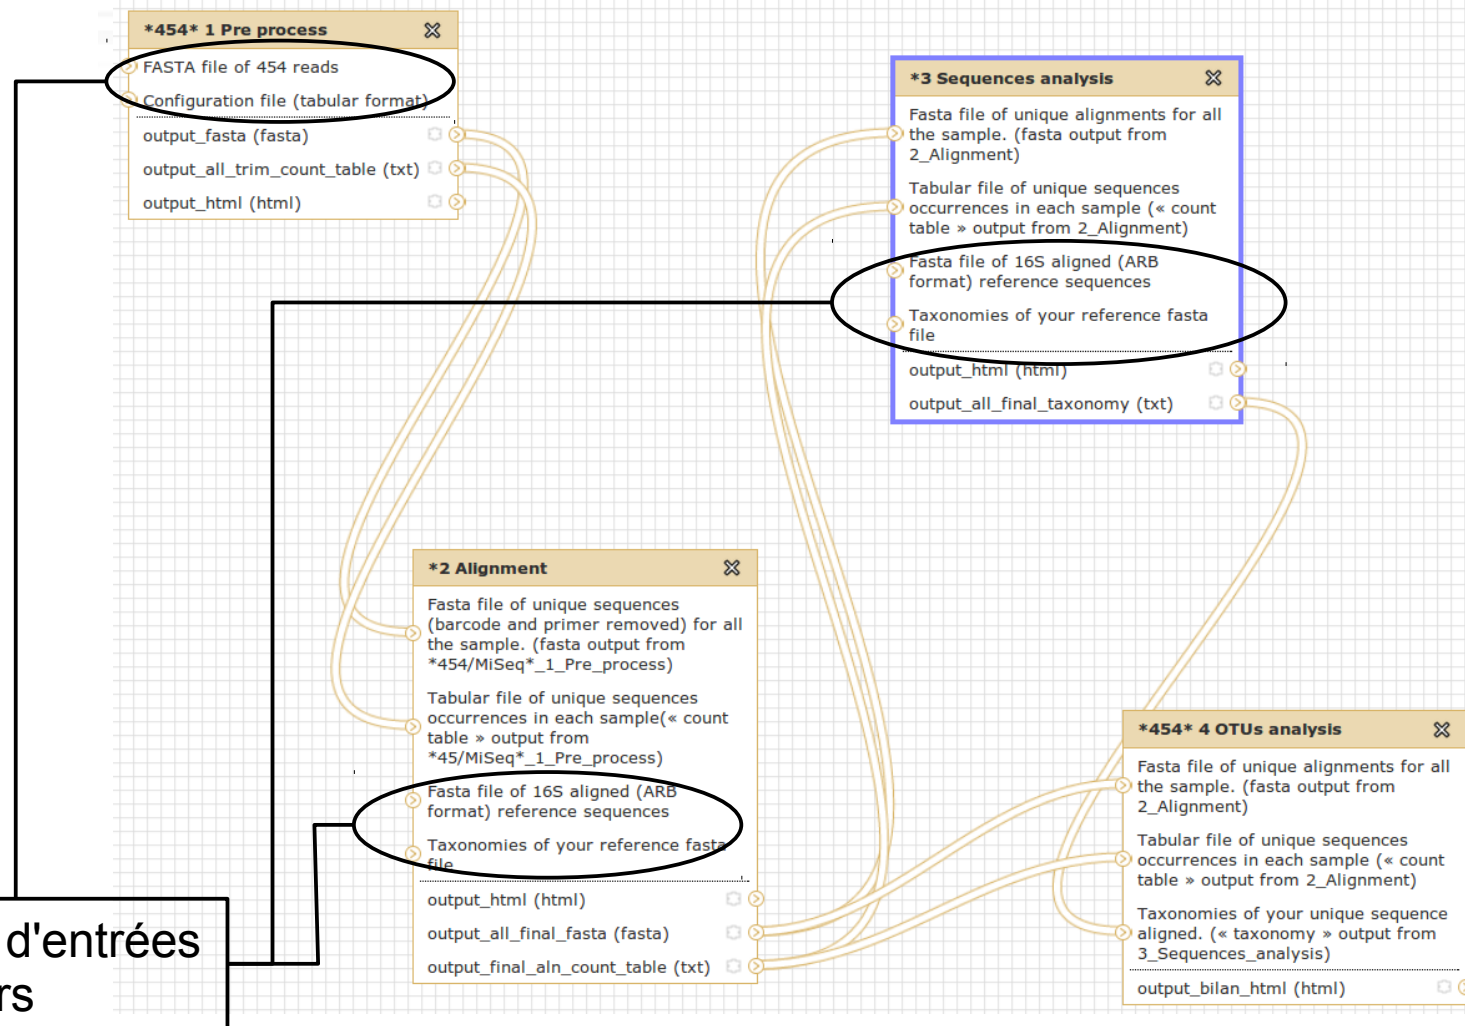 *454* 1 Pre process
FASTA file of 454 reads
Configuration file (tabular format)
output_fasta (fasta)
output_all_trim_count_table (txt)
output_html (html)
*3 Sequences analysis
Fasta file of unique alignments for all
the sample. (fasta output from
2_Alignment)
Tabular file of unique sequences
occurrences in each sample (« count
table » output from 2_Alignment)
Fasta file of 16S aligned (ARB
format) reference sequences
Taxonomies of your reference fasta
file
output_html (html)
output_all_final_taxonomy (txt)
*2 Alignment
Fasta file of unique sequences
(barcode and primer removed) for all
the sample. (fasta output from
*454/MiSeq*_1_Pre_process)
Tabular file of unique sequences
occurrences in each sample(« count
table » output from
*45/MiSeq*_1_Pre_process)
Fasta file of 16S aligned (ARB
format) reference sequences
Taxonomies of your reference fasta
file
output_html (html)
output_all_final_fasta (fasta)
output_final_aln_count_table (txt)
*454* 4 OTUs analysis
Fasta file of unique alignments for all
the sample. (fasta output from
2_Alignment)
Tabular file of unique sequences
occurrences in each sample (« count
table » output from 2_Alignment)
Taxonomies of your unique sequence
aligned. (« taxonomy » output from
3_Sequences_analysis)
output_bilan_html (html)
d'entrées
rs